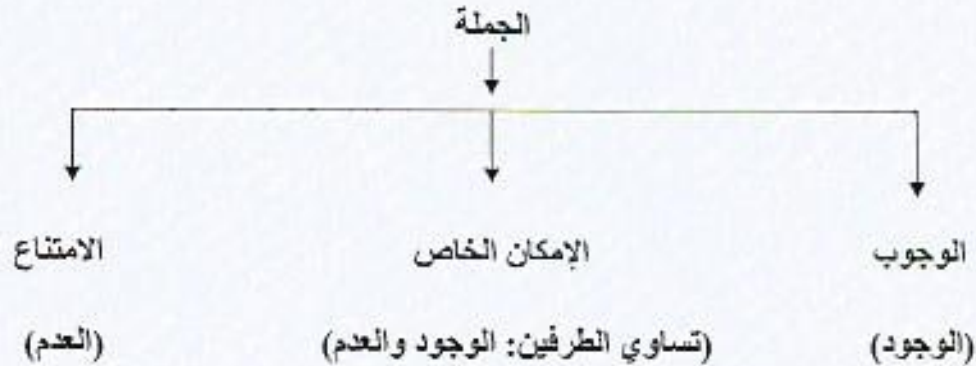 الجملة
الوجوب
الإمكان الخاص
الامتناع
(الوجود)
(تساوي الطرفين: الوجود والعدم)
(العدم)